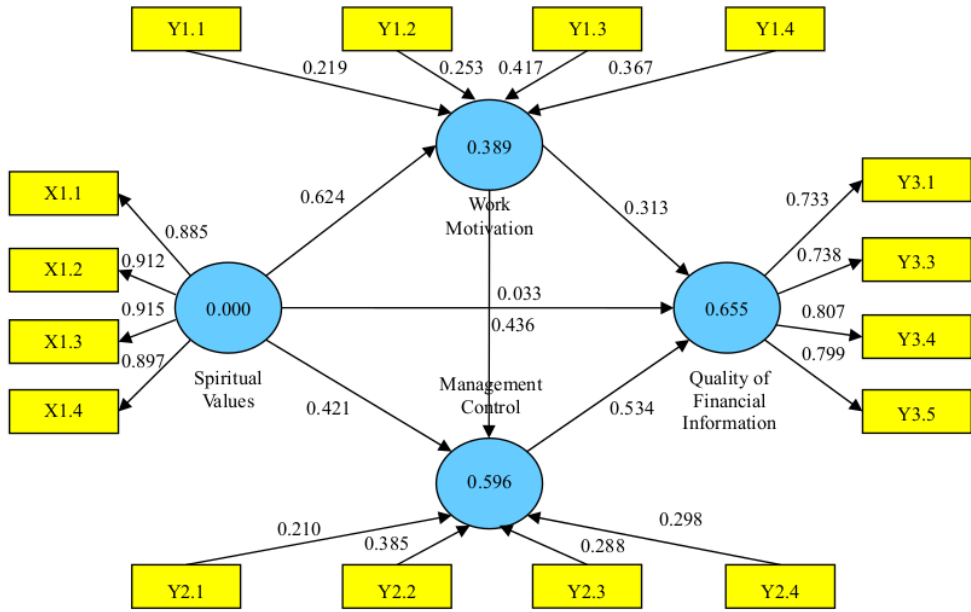 Y1.1
Y1.2
Y1.3
Y1.4
0.219
0.253
0.417
0.367
0.389
Work
Motivation
X1.1
X1.2
X1.3
X1.4
0.885
0.912
0.915
0.897
0.624
0.313
0.000
Spiritual
Values
0.033
0.436
0.655
Quality of
Financial
Information
0.733
0.738
0.807
0.799
Y3.1
Y3.3
Y3.4
Y3.5
0.421
Management
Control
0.534
0.596
0.210
0.385
0.288
0.298
Y2.1
Y2.2
Y2.3
Y2.4